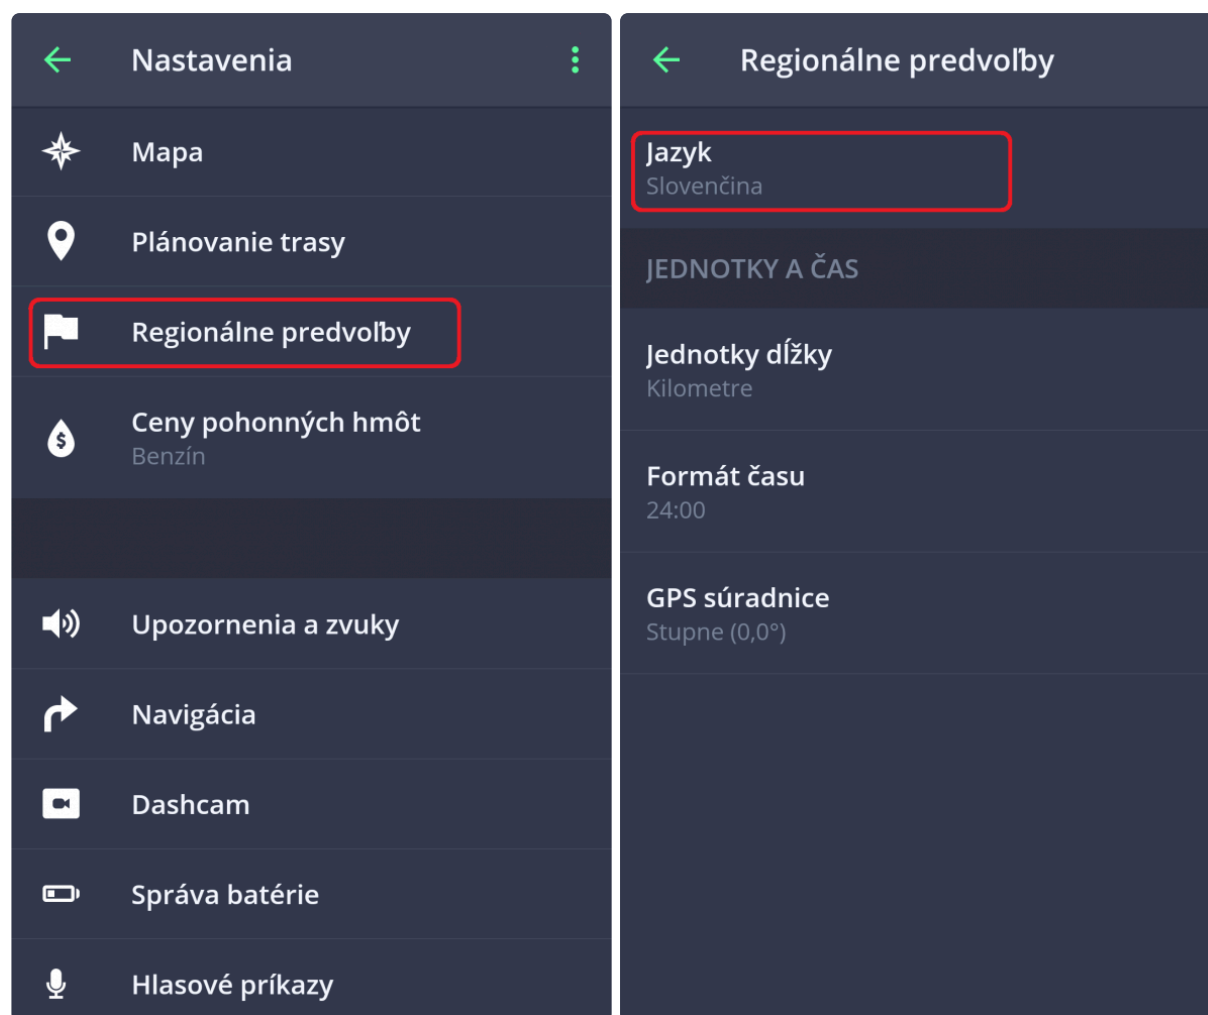 Nastavenia
Mapa
Plánovanie trasy
Regionálne predvoľby
Ceny pohonných hmôt
Benzín
Upozornenia a zvuky
Navigácia
Dashcam
Správa batérie
Hlasové príkazy
Regionálne predvoľby
Jazyk
Slovenčina
JEDNOTKY A ČAS
Jednotky dĺžky
Kilometre
Formát času
24:00
GPS súradnice
Stupne (0,0°)